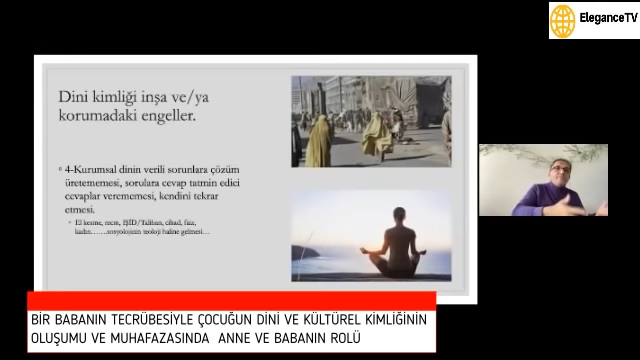 EleganceTV
Dini kimliği inşa ve/ya
korumadaki engeller.
4-Kurumsal dinin verili sorunlara çözüm
üretememesi, sorulara cevap tatmin edici
cevaplar verememesi, kendini tekrar
etmesi.
El kesme, recm, IŞİD/Taliban, cihad, faiz,
kadın…….sosyolojinin teoloji haline gelmesi…
BİR BABANIN TECRÜBESİYLE ÇOCUĞUN DİNİ VE KÜLTÜREL KİMLİĞİNİN
OLUŞUMU VE MUHAFAZASINDA ANNE VE BABANIN ROLÜ